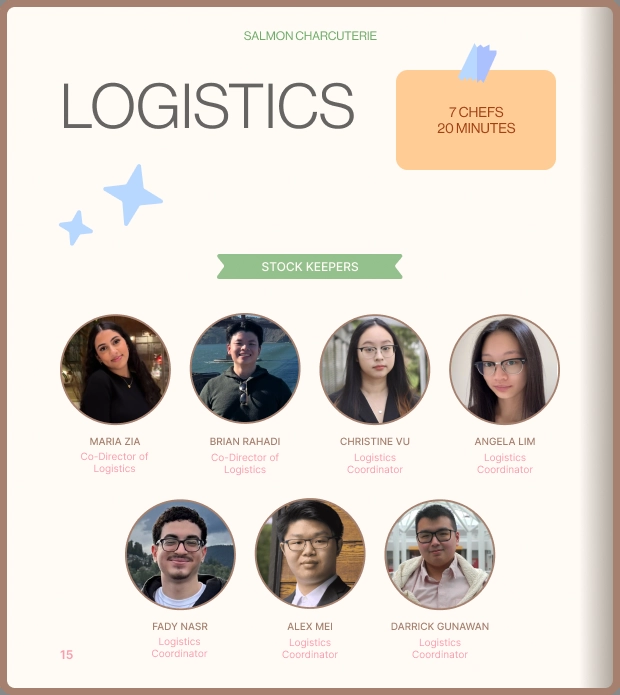 SALMON CHARCUTERIE
LOGISTICS
7 CHEFS
20 MINUTES
STOCK KEEPERS
MARIA ZIA
Co-Director of
Logistics
BRIAN RAHADI
Co-Director of
Logistics
CHRISTINE VU
Logistics
Coordinator
ANGELA LIM
Logistics
Coordinator
FADY NASR
Logistics
Coordinator
ALEX MEI
Logistics
Coordinator
DARRICK GUNAWAN
Logistics
Coordinator
15